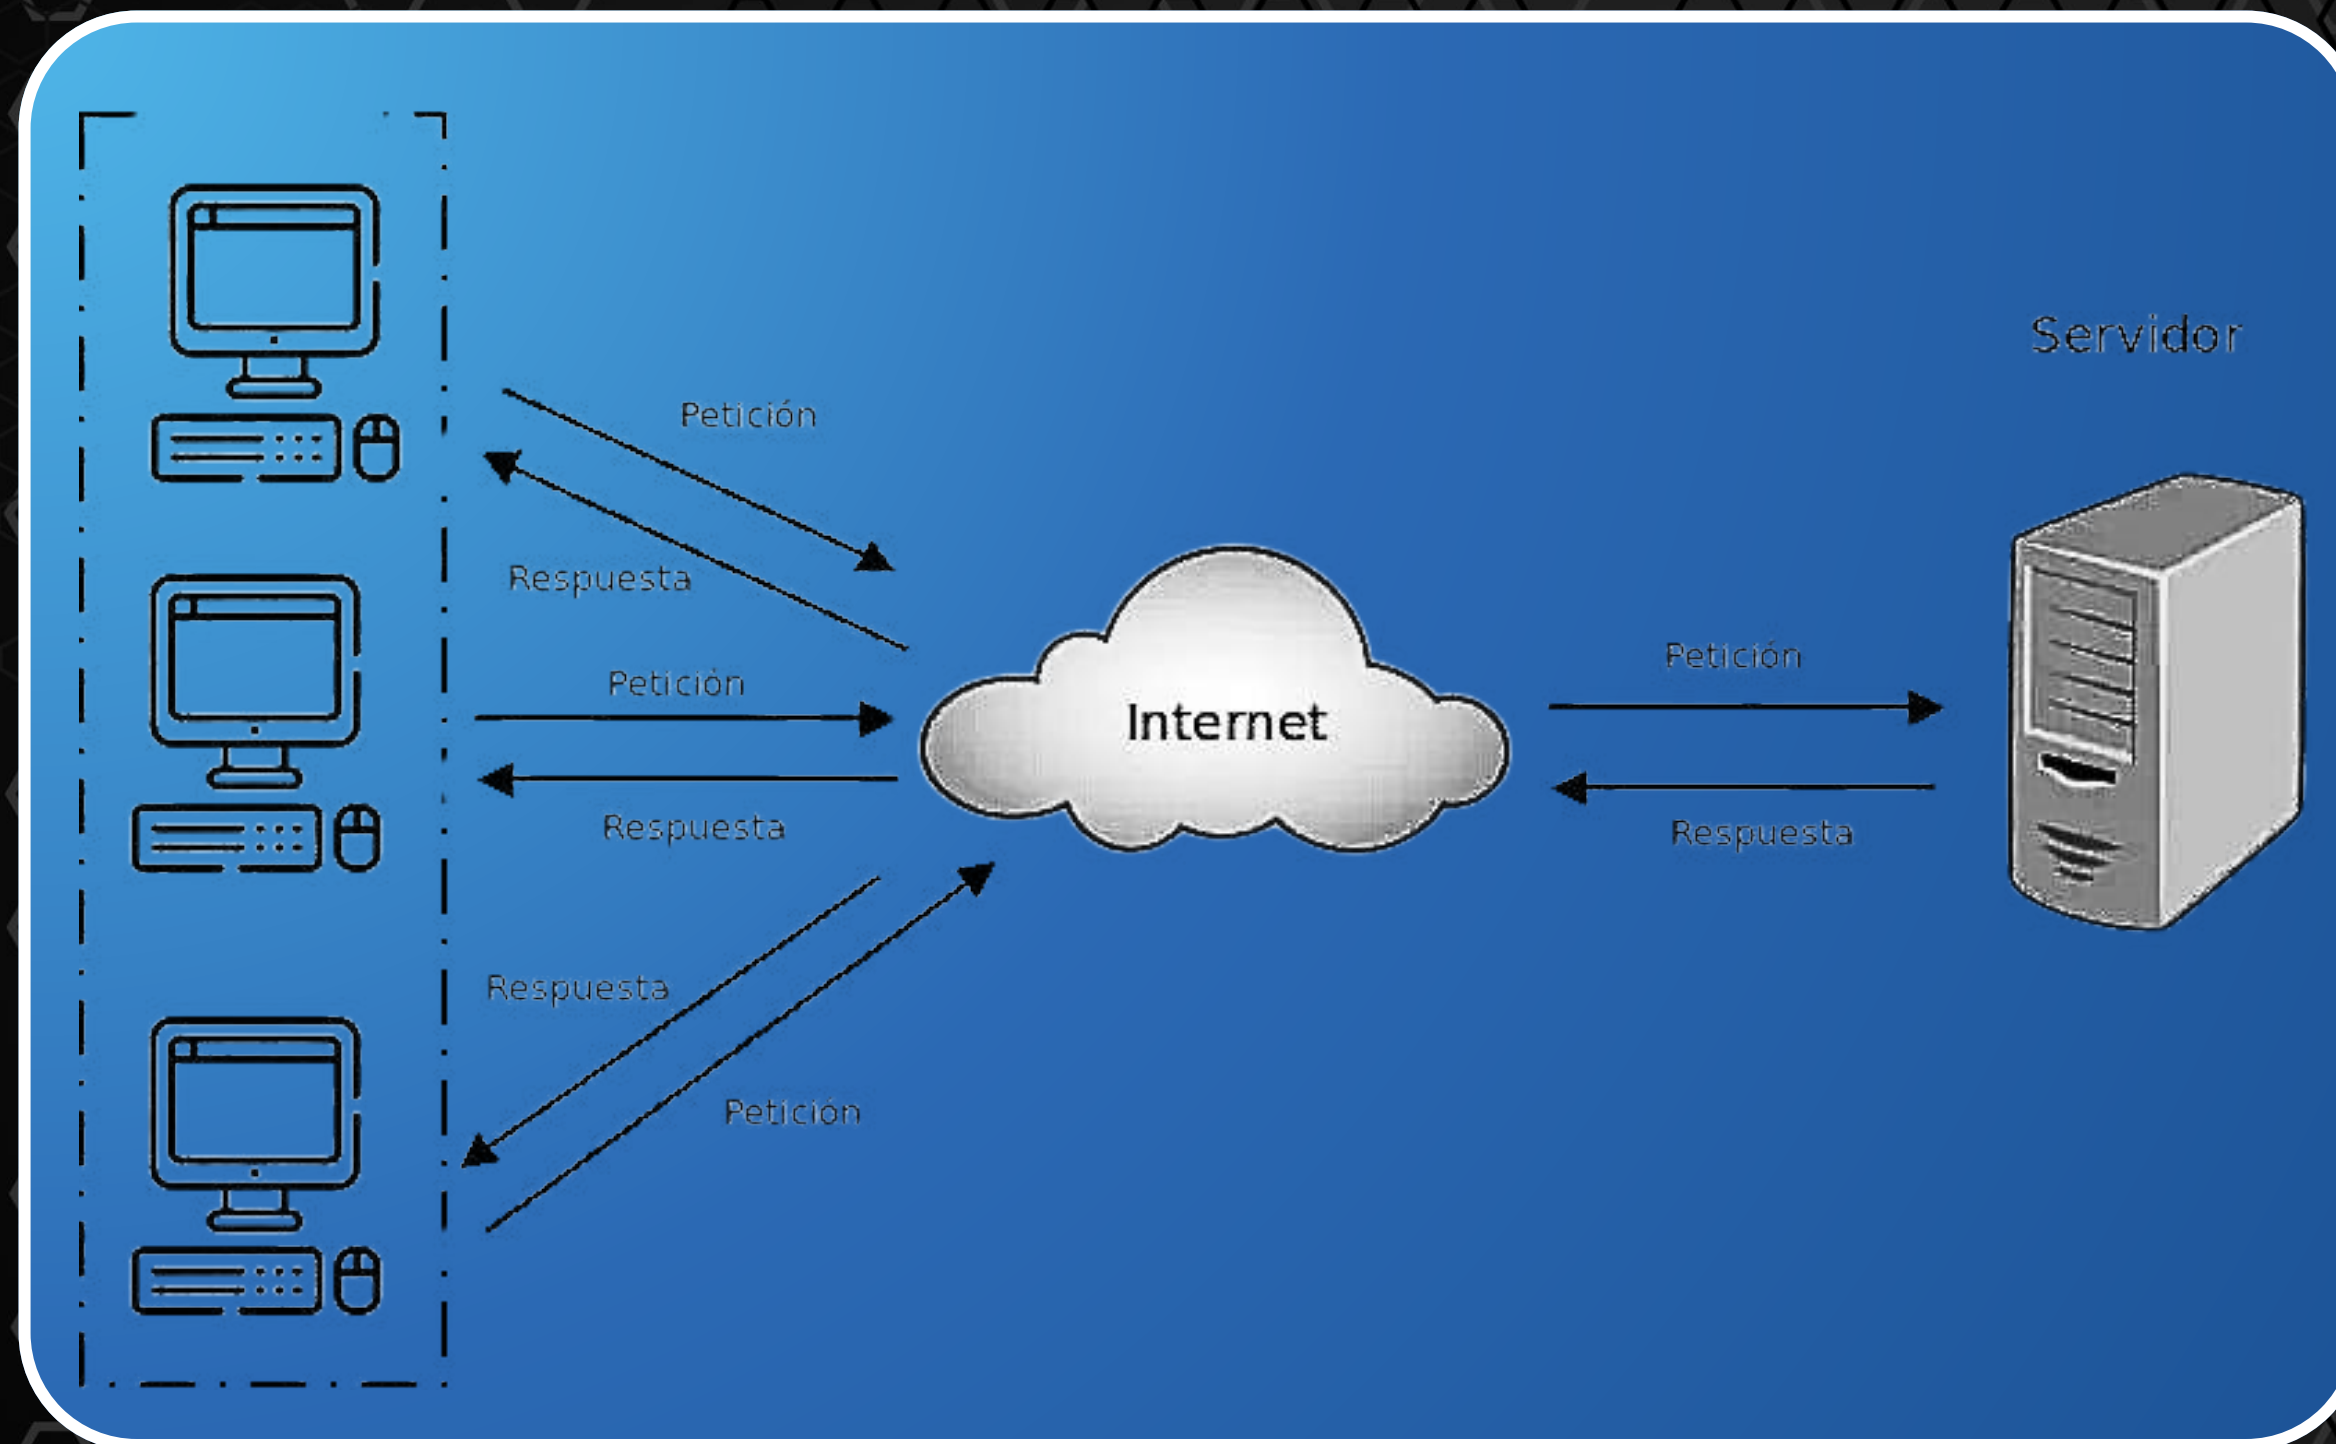 Servidor
Petición
Respuesta
Petición
Respuesta
Internet
Petición
Respuesta
Respuesta
Petición